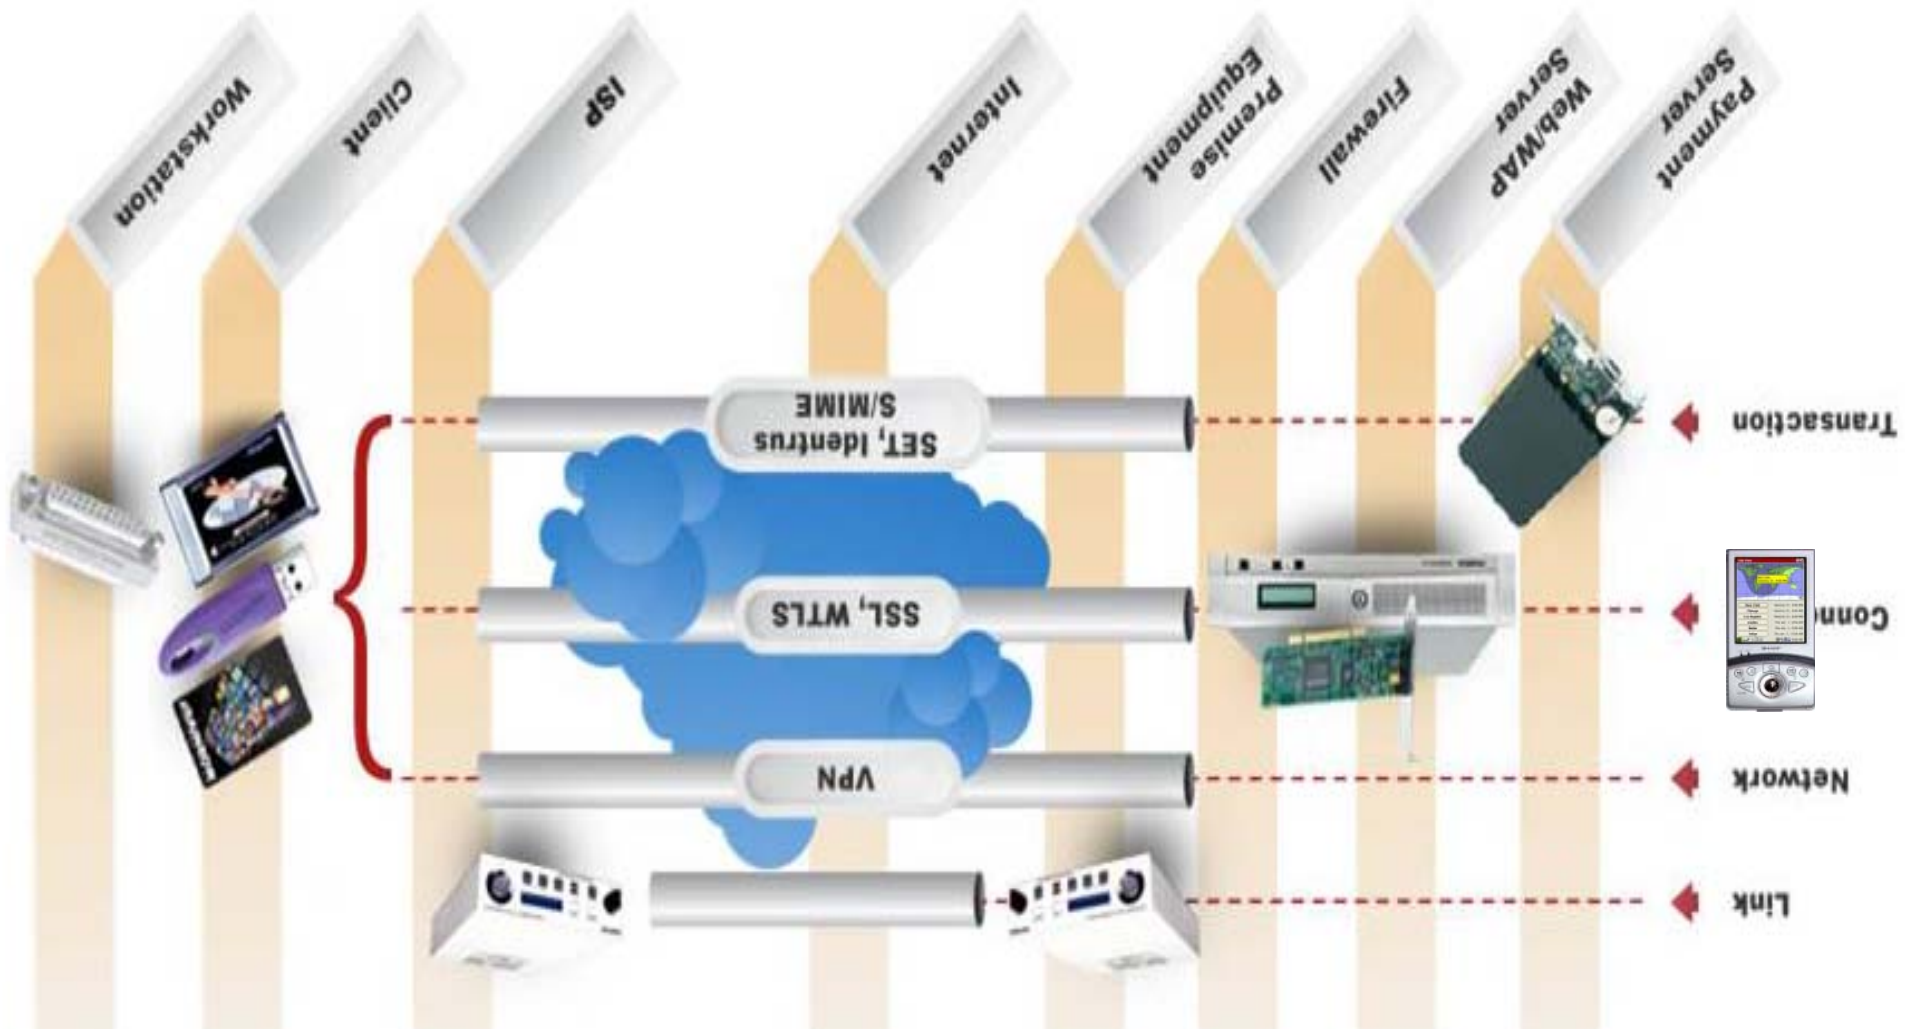 Payment
Server
Web/WAP
Server
Firewall
Premise
Equipment
Internet
ISP
Client
Workstation
Transaction
SET, Identrus
S/MIME
Conne
SSL, WTLS
Network
VPN
Link